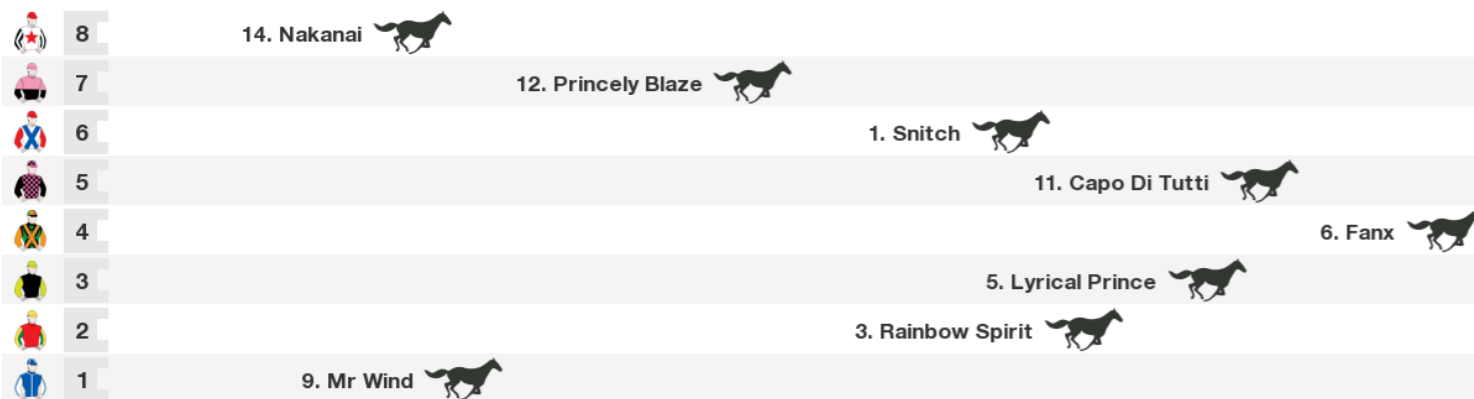 8 14. Nakanai
7 12. Princely Blaze
6 1. Snitch
5 11. Capo Di Tutti
4 6. Fanx
3 5. Lyrical Prince
2 3. Rainbow Spirit
1 9. Mr Wind